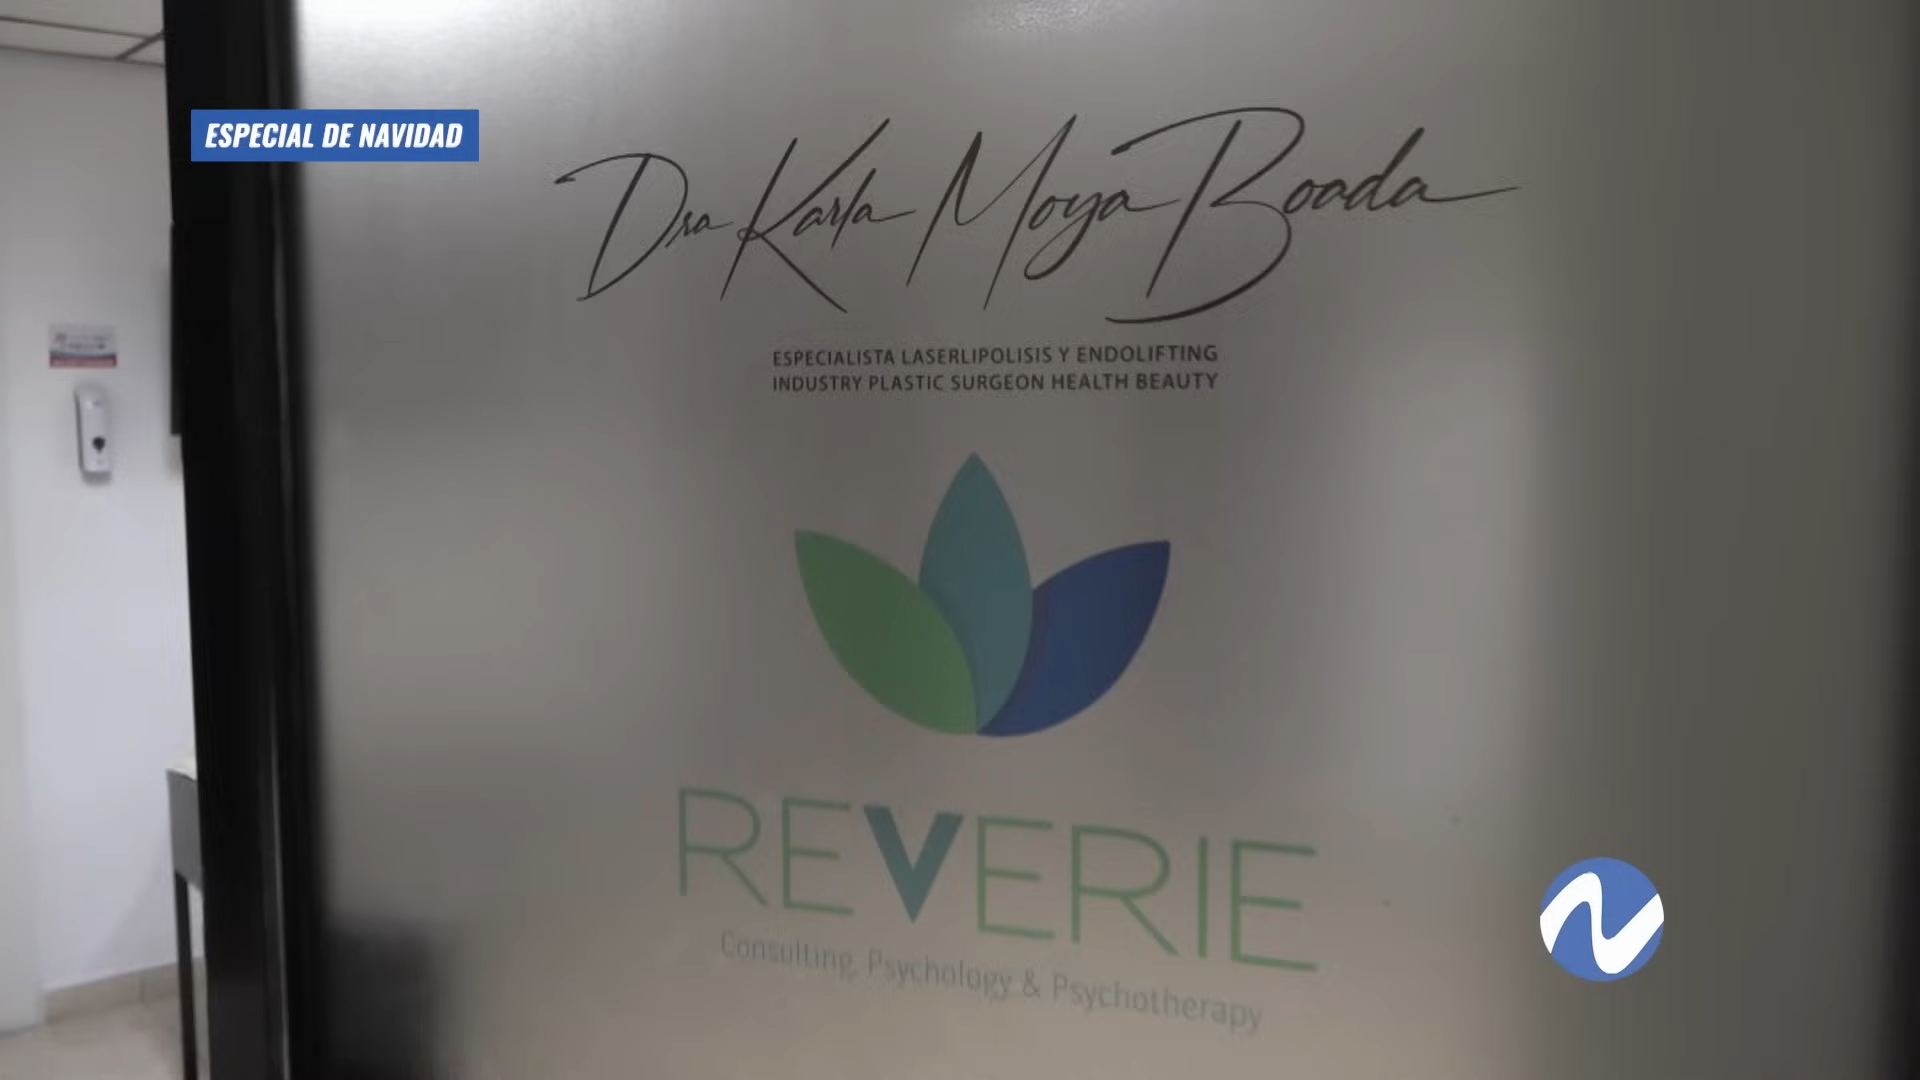 ESPECIAL DE NAVIDAD
Dra Karla Moya Boada
ESPECIALISTA LASERLIPOLISIS Y ENDOLIFTING
INDUSTRY PLASTIC SURGEON HEALTH BEAUTY
REVERIE
Consulting, Psychology & Psychotherapy